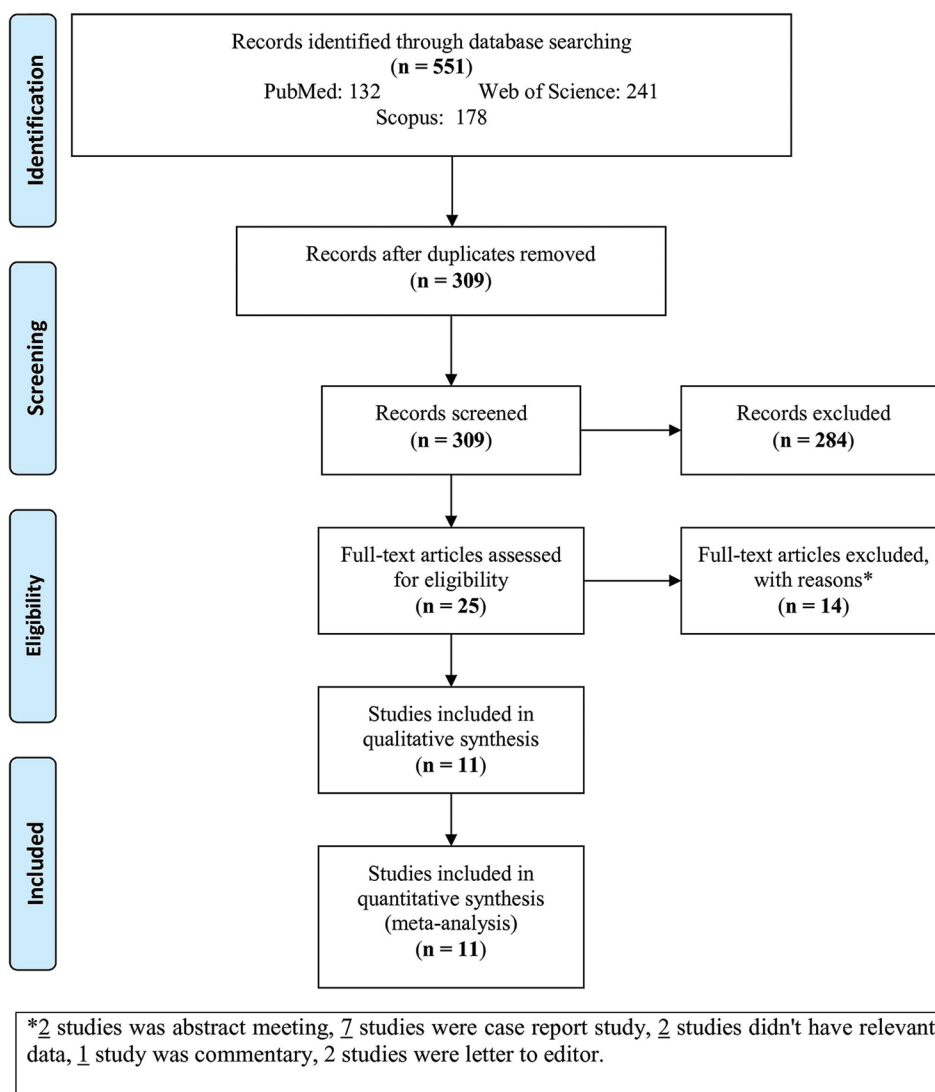 Identification
Records identified through database searching
(n = 551)
PubMed: 132 Web of Science: 241
Scopus: 178
Records after duplicates removed
(n = 309)
Screening
Records screened
(n = 309)
Records excluded
(n = 284)
Eligibility
Full-text articles assessed
for eligibility
(n = 25)
Full-text articles excluded,
with reasons*
(n = 14)
Studies included in
qualitative synthesis
(n = 11)
Included
Studies included in
quantitative synthesis
(meta-analysis)
(n = 11)
*2 studies was abstract meeting, 7 studies were case report study, 2 studies didn't have relevant
data, 1 study was commentary, 2 studies were letter to editor.